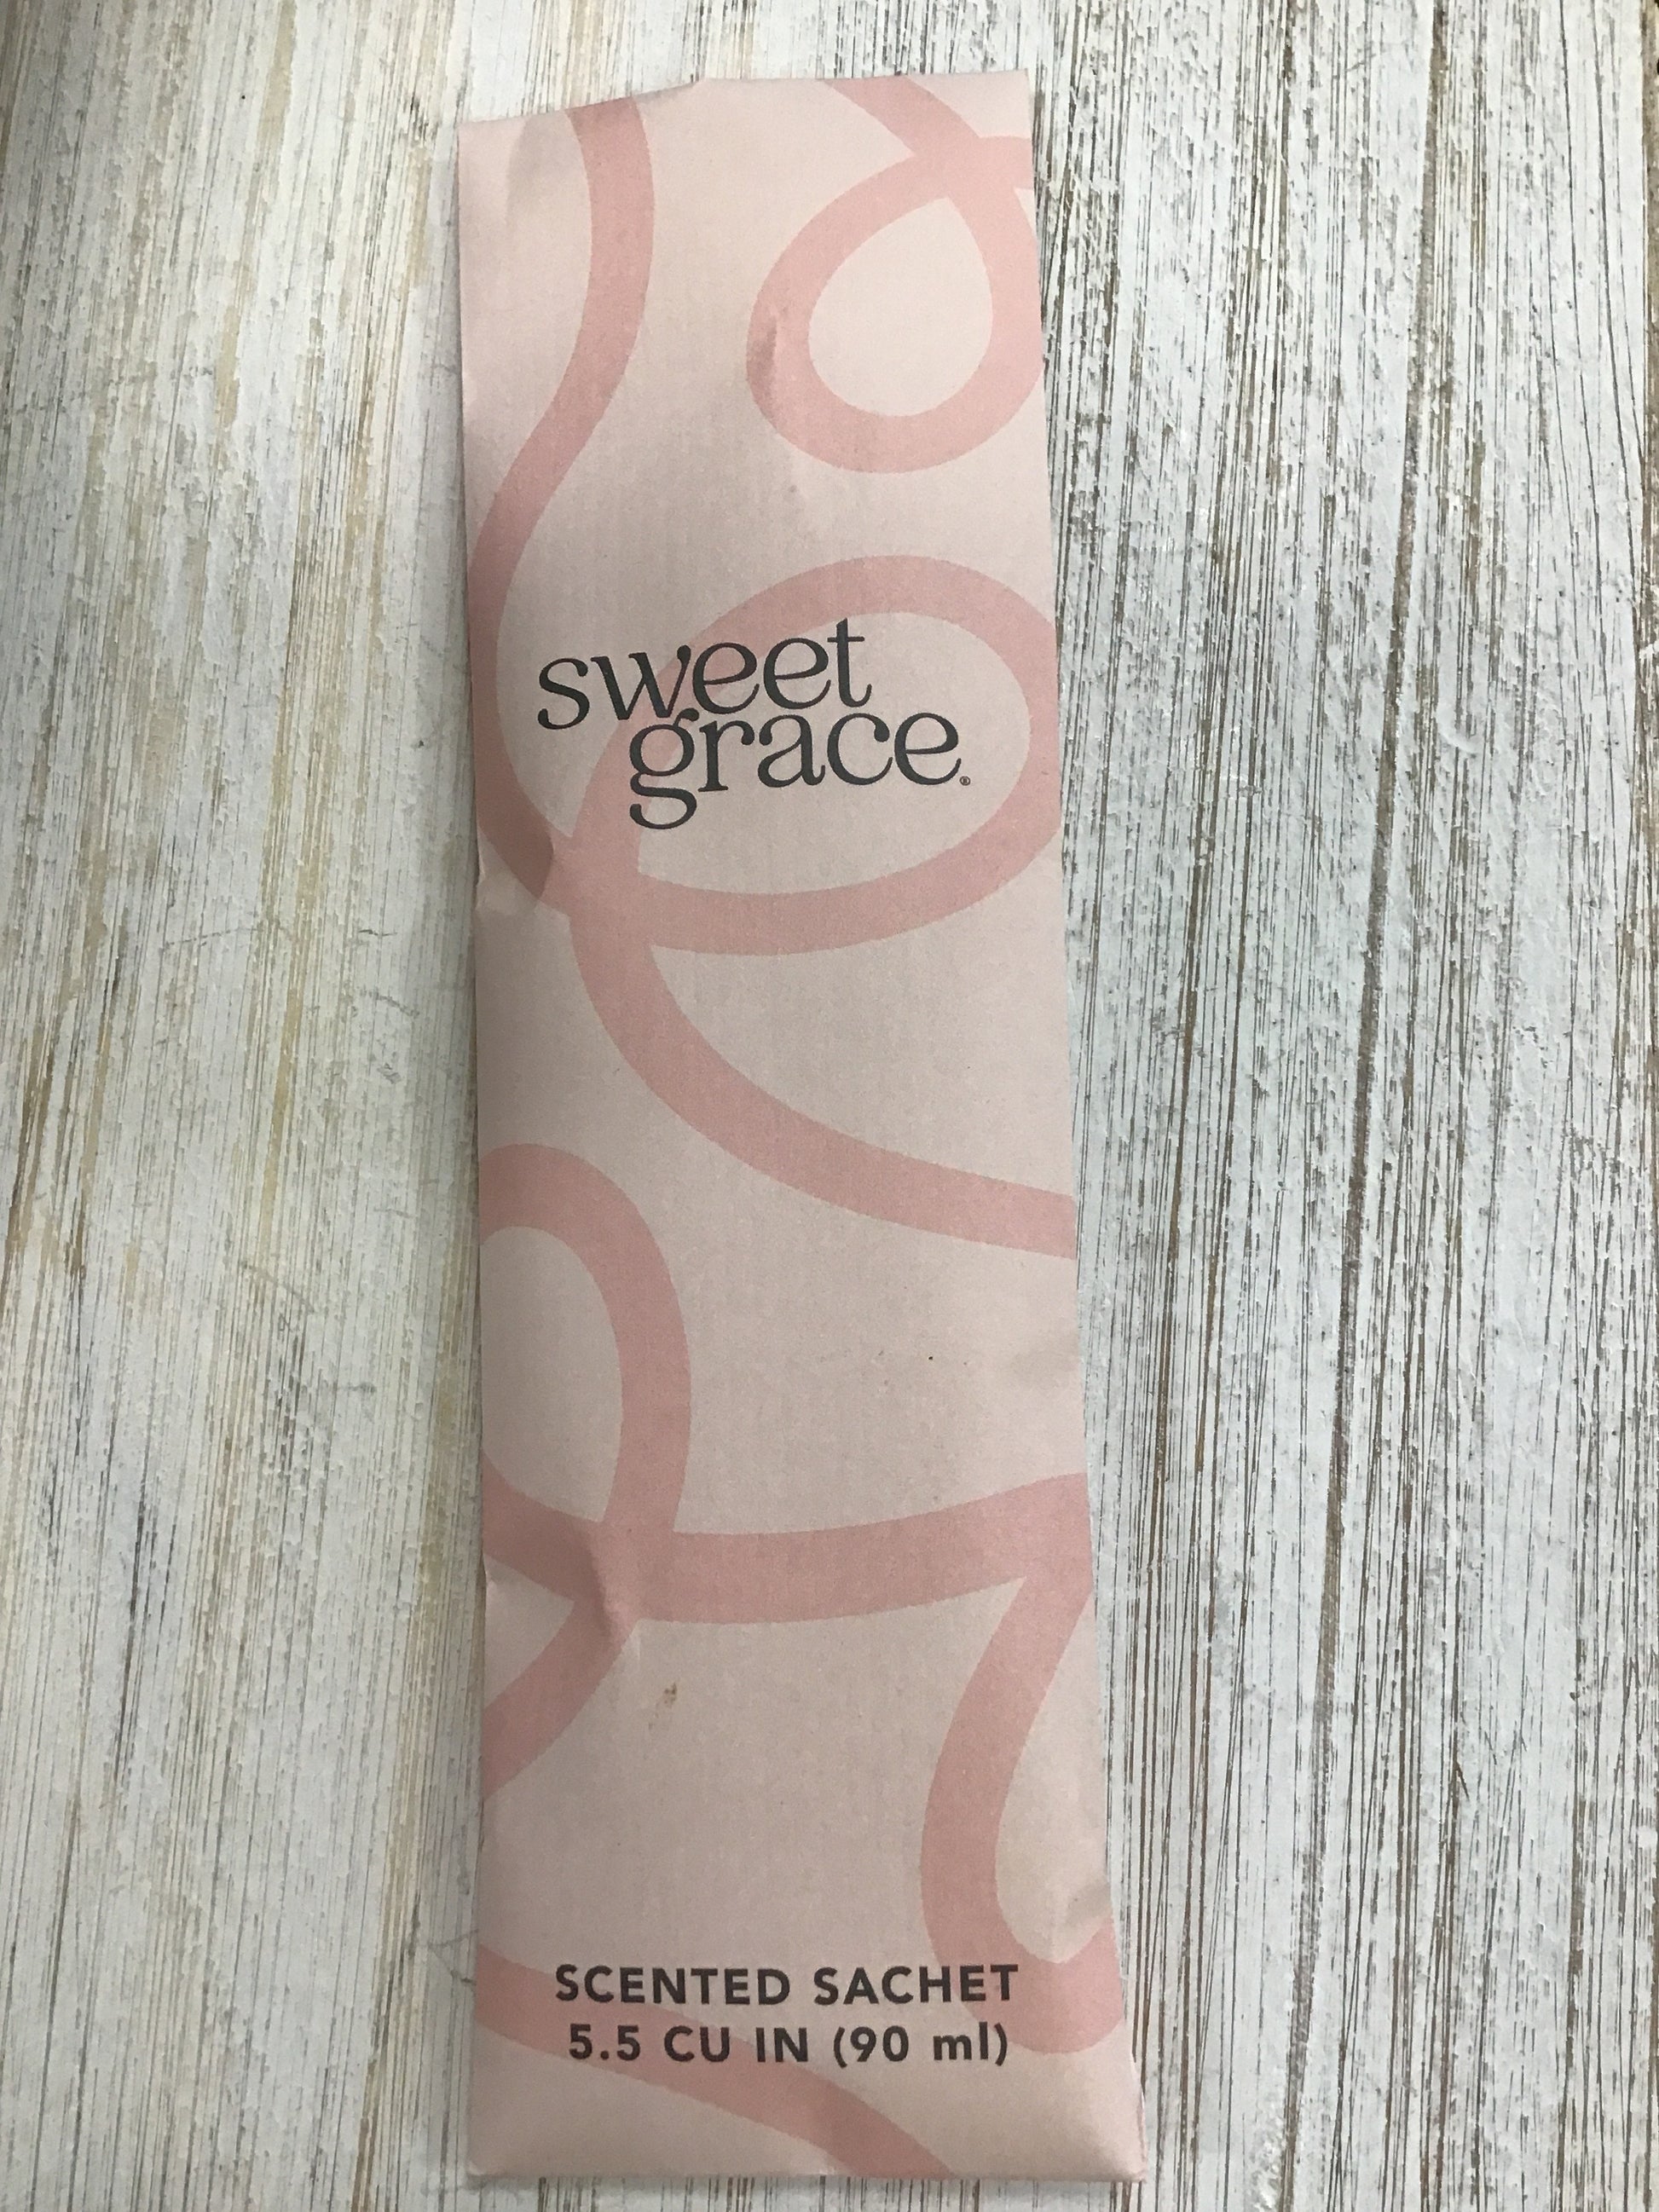 sweet
grace®
SCENTED SACHET
5.5 CU IN (90 ml)